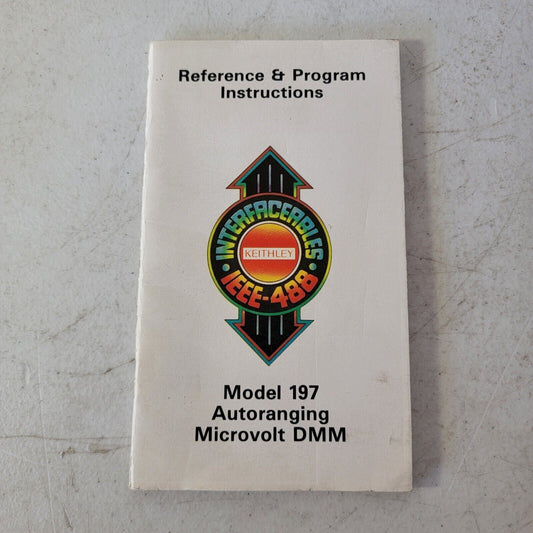 Reference & Program
Instructions
INTERFACEABLES
KEITHLEY
IEEE-488
Model 197
Autoranging
Microvolt DMM